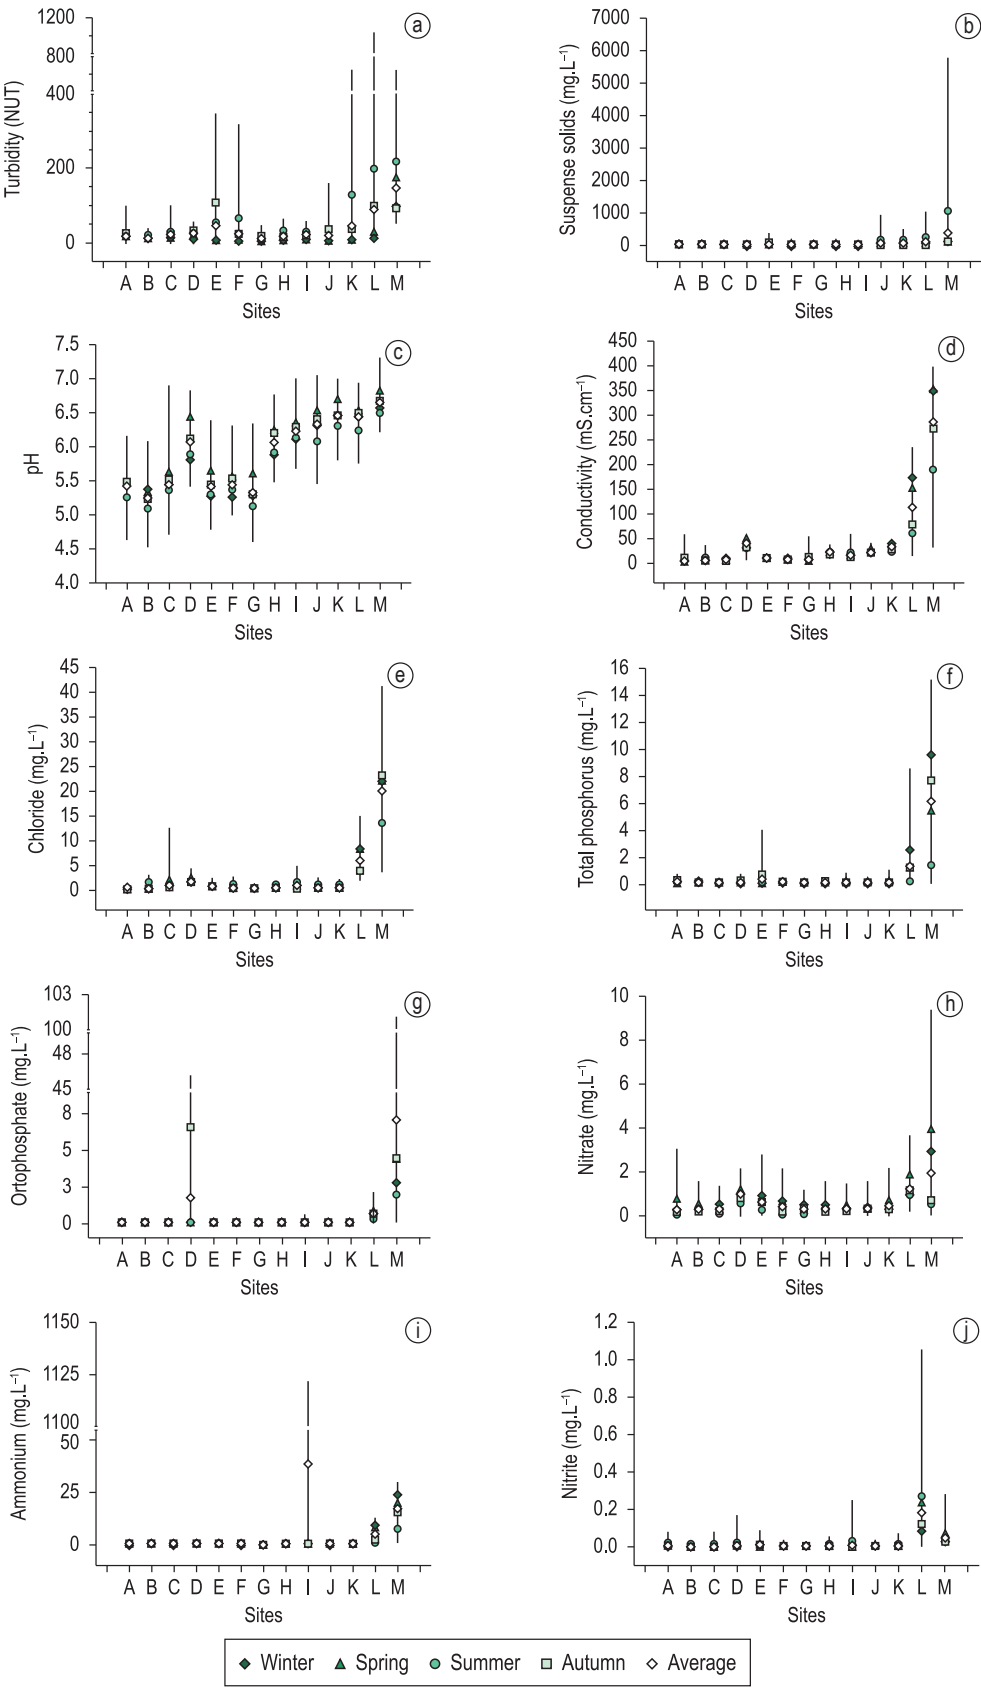 a
Turbidity (NUT)
1200
800
400
200
0
A B C D E F G H I J K L M
Sites
b
Suspense solids (mg.L⁻¹)
7000
6000
5000
4000
3000
2000
1000
0
A B C D E F G H I J K L M
Sites
c
pH
7.5
7.0
6.5
6.0
5.5
5.0
4.5
4.0
A B C D E F G H I J K L M
Sites
d
Conductivity (mS.cm⁻¹)
450
400
350
300
250
200
150
100
50
0
A B C D E F G H I J K L M
Sites
e
Chloride (mg.L⁻¹)
45
40
35
30
25
20
15
10
5
0
A B C D E F G H I J K L M
Sites
f
Total phosphorus (mg.L⁻¹)
16
14
12
10
8
6
4
2
0
A B C D E F G H I J K L M
Sites
g
Ortophosphate (mg.L⁻¹)
103
100
48
45
8
5
3
0
A B C D E F G H I J K L M
Sites
h
Nitrate (mg.L⁻¹)
10
8
6
4
2
0
A B C D E F G H I J K L M
Sites
i
Ammonium (mg.L⁻¹)
1150
1125
1100
50
25
0
A B C D E F G H I J K L M
Sites
j
Nitrite (mg.L⁻¹)
1.2
1.0
0.8
0.6
0.4
0.2
0.0
A B C D E F G H I J K L M
Sites
Winter Spring Summer Autumn Average